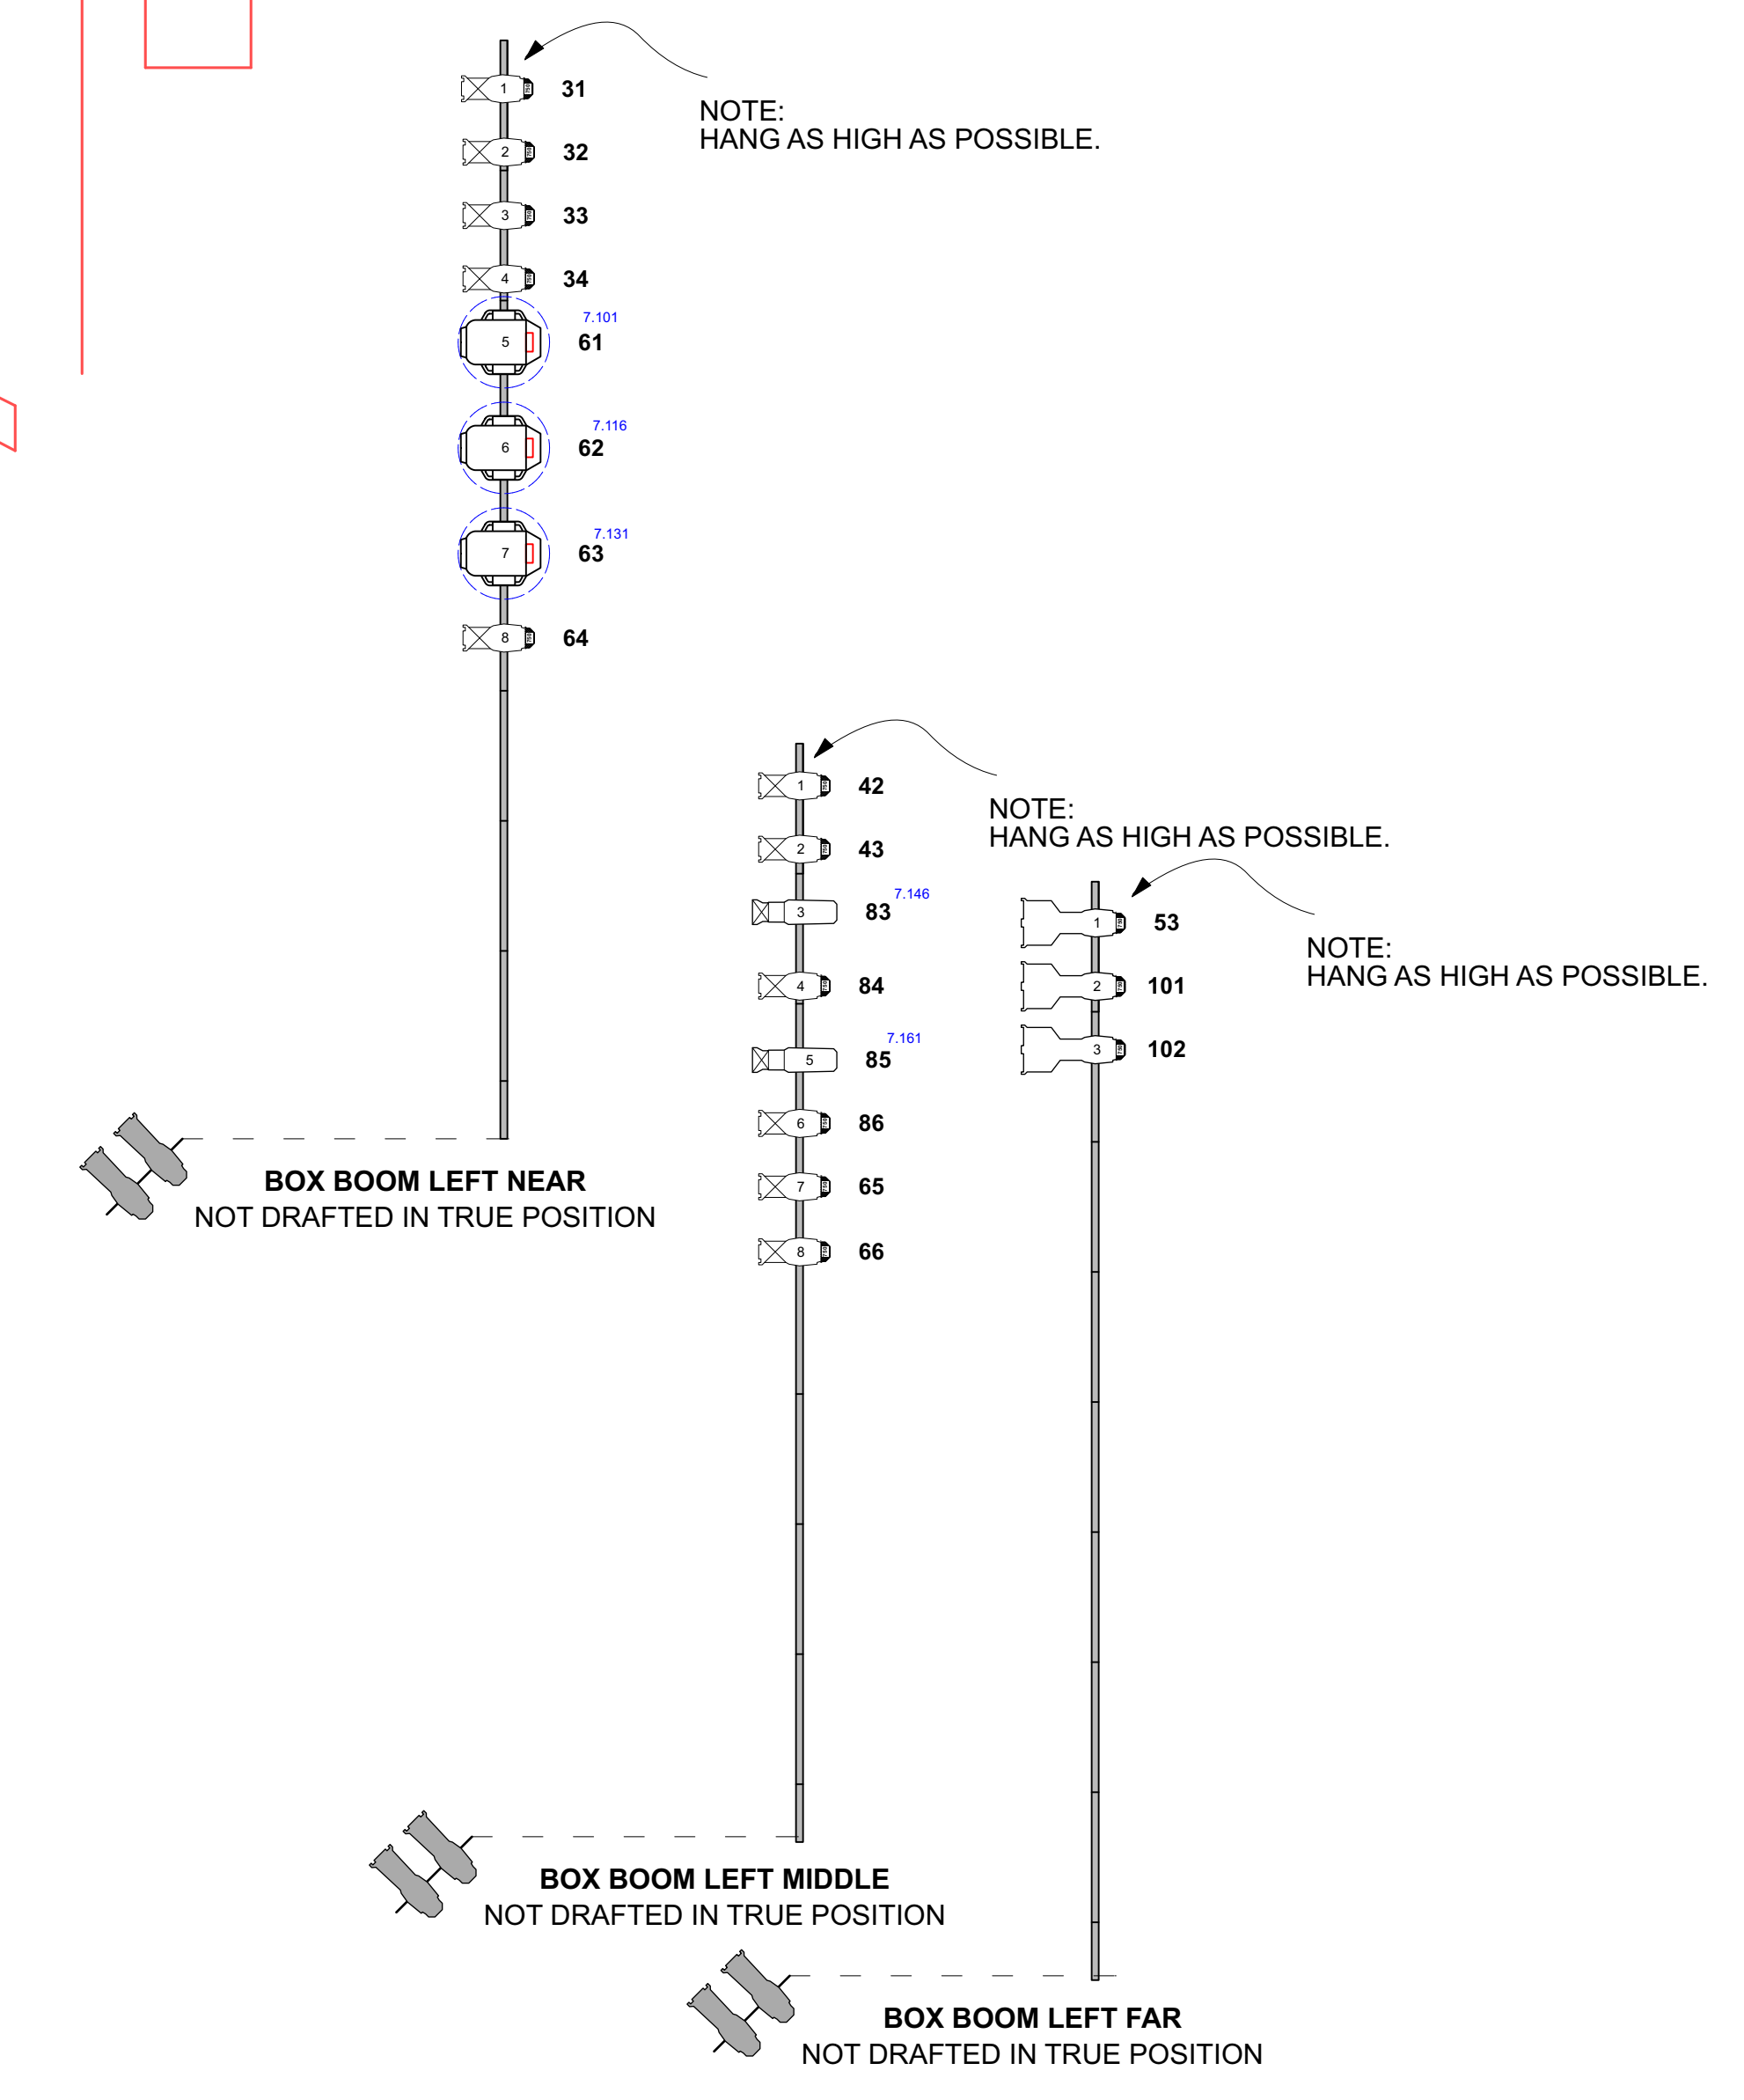 1 31
NOTE:
HANG AS HIGH AS POSSIBLE.
2 32
3 33
4 34
7.101
5 61
7.116
6 62
7.131
7 63
8 64
BOX BOOM LEFT NEAR
NOT DRAFTED IN TRUE POSITION
1 42
NOTE:
HANG AS HIGH AS POSSIBLE.
2 43
7.146
3 83
4 84
7.161
5 85
6 86
7 65
8 66
BOX BOOM LEFT MIDDLE
NOT DRAFTED IN TRUE POSITION
1 53
NOTE:
HANG AS HIGH AS POSSIBLE.
2 101
3 102
BOX BOOM LEFT FAR
NOT DRAFTED IN TRUE POSITION